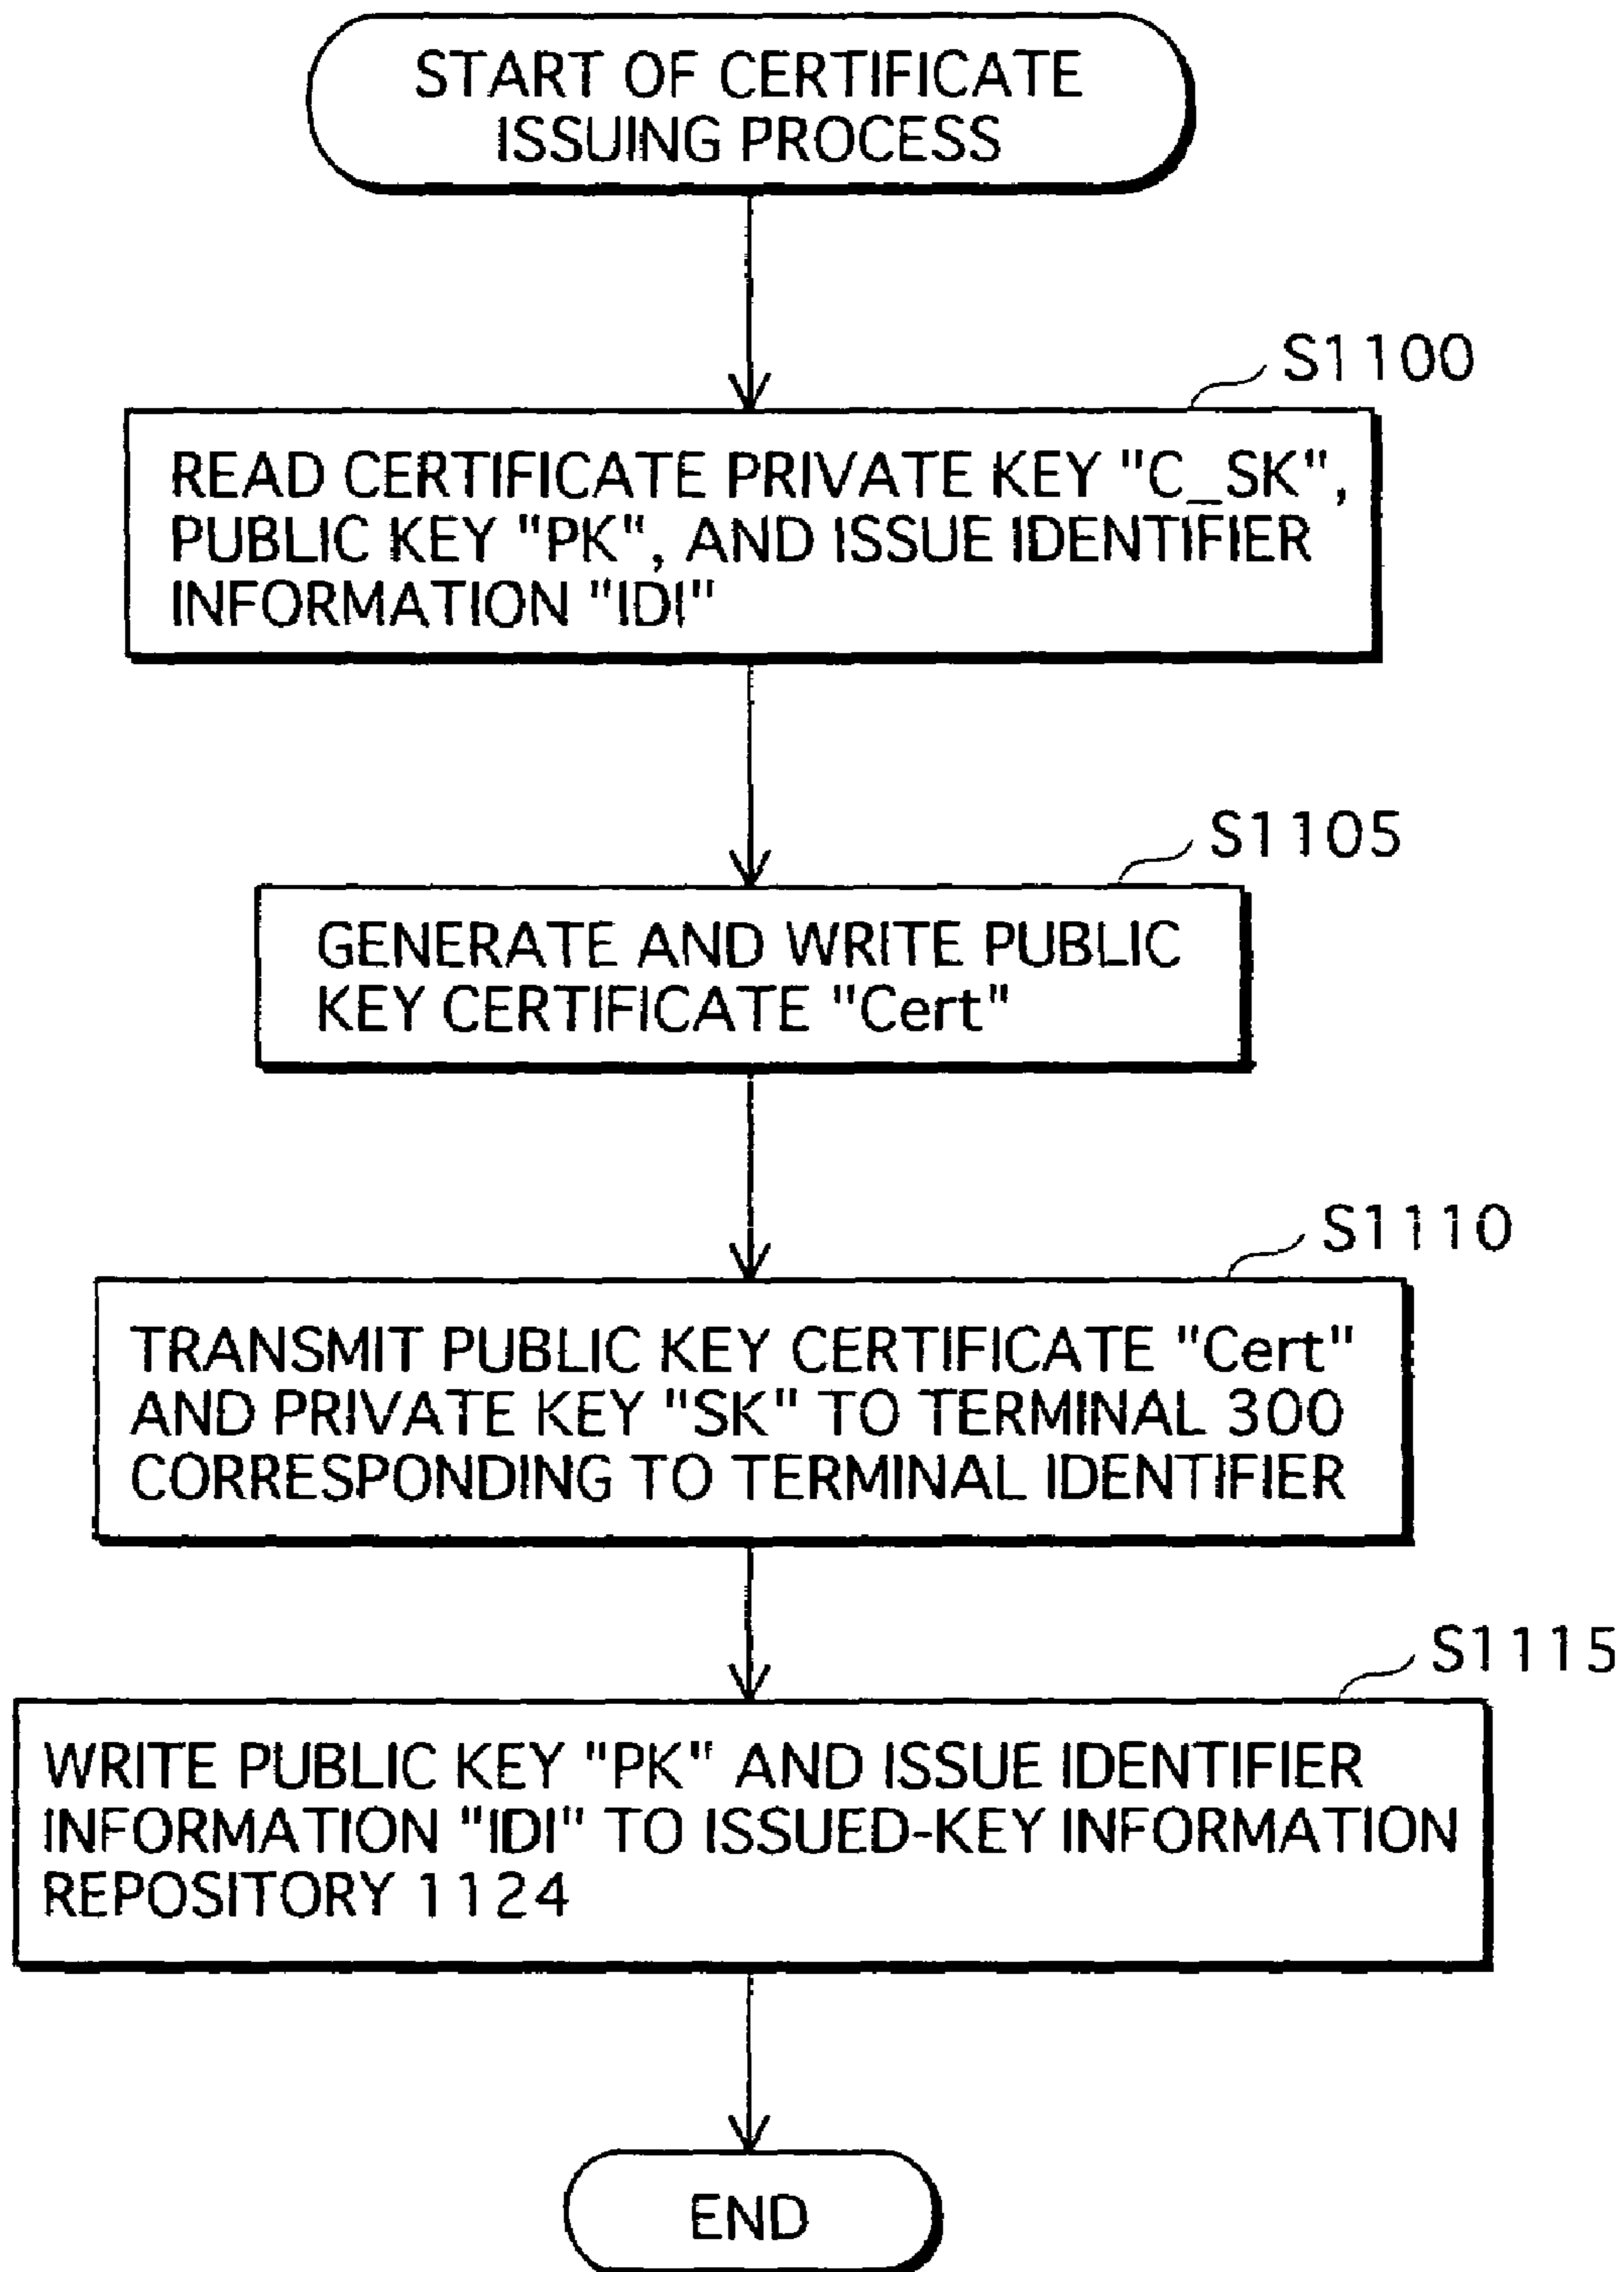 START OF CERTIFICATE
ISSUING PROCESS
S1100
READ CERTIFICATE PRIVATE KEY "C_SK",
PUBLIC KEY "PK", AND ISSUE IDENTIFIER
INFORMATION "IDI"
S1105
GENERATE AND WRITE PUBLIC
KEY CERTIFICATE "Cert"
S1110
TRANSMIT PUBLIC KEY CERTIFICATE "Cert"
AND PRIVATE KEY "SK" TO TERMINAL 300
CORRESPONDING TO TERMINAL IDENTIFIER
S1115
WRITE PUBLIC KEY "PK" AND ISSUE IDENTIFIER
INFORMATION "IDI" TO ISSUED-KEY INFORMATION
REPOSITORY 1124
END